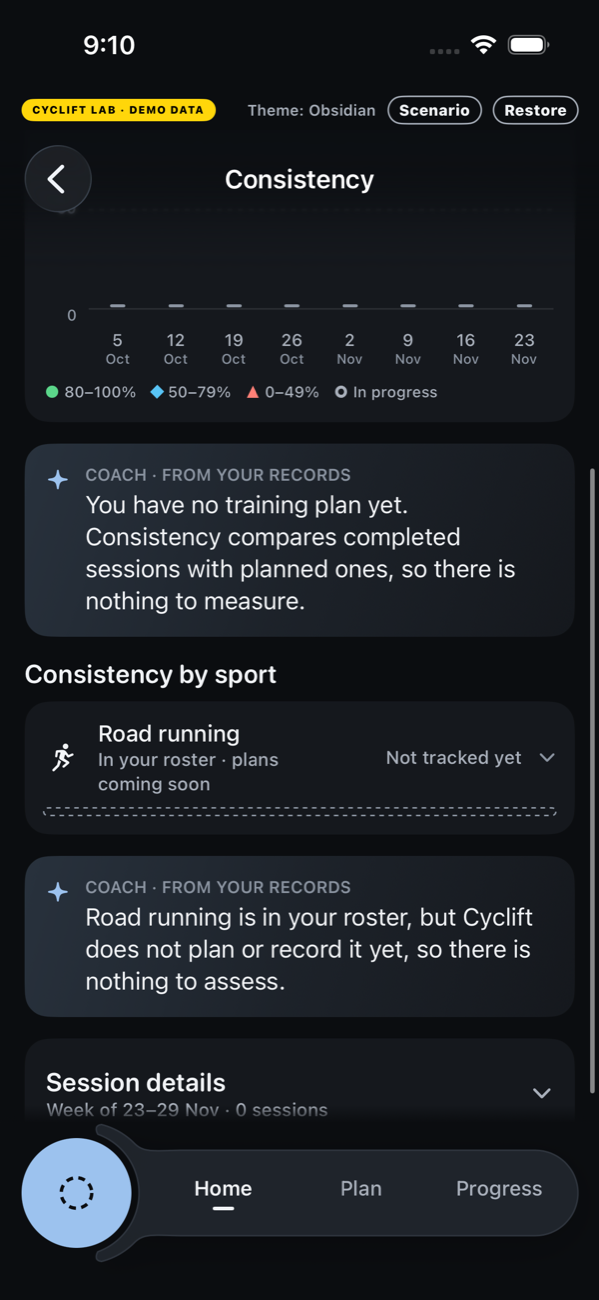 9:10
CYCLIFT LAB · DEMO DATA
Theme: Obsidian
Scenario
Restore
Consistency
0
5 12 19 26 2 9 16 23
Oct Oct Oct Oct Nov Nov Nov Nov
80–100% 50–79% 0–49% In progress
COACH · FROM YOUR RECORDS
You have no training plan yet.
Consistency compares completed
sessions with planned ones, so there is
nothing to measure.
Consistency by sport
Road running
In your roster · plans
coming soon
Not tracked yet
COACH · FROM YOUR RECORDS
Road running is in your roster, but Cyclift
does not plan or record it yet, so there is
nothing to assess.
Session details
Week of 23–29 Nov · 0 sessions
Home Plan Progress